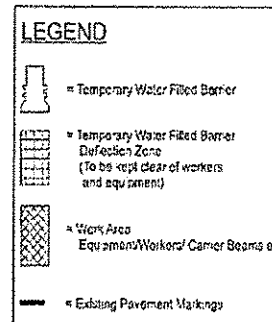 LEGEND
= Temporary Water Filled Barrier
= Temporary Water Filled Barrier
Deflection Zone
(To be kept clear of workers
and equipment)
= Work Area
Equipment/Workers/ Carrier Beams
= Existing Pavement Markings